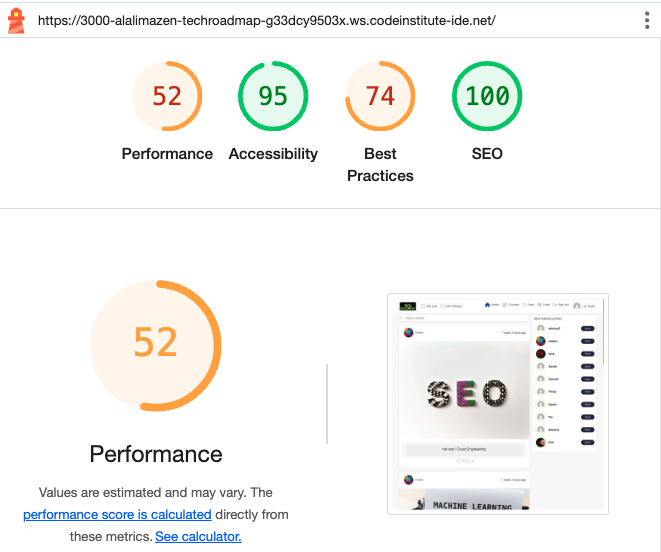 https://3000-alalimazen-techroadmap-g33dcy9503x.ws.codeinstitute-ide.net/
52
95
74
100
Performance
Accessibility
Best
Practices
SEO
52
Performance
Values are estimated and may vary. The
performance score is calculated directly from
these metrics. See calculator.
SEO
MACHINE LEARNING